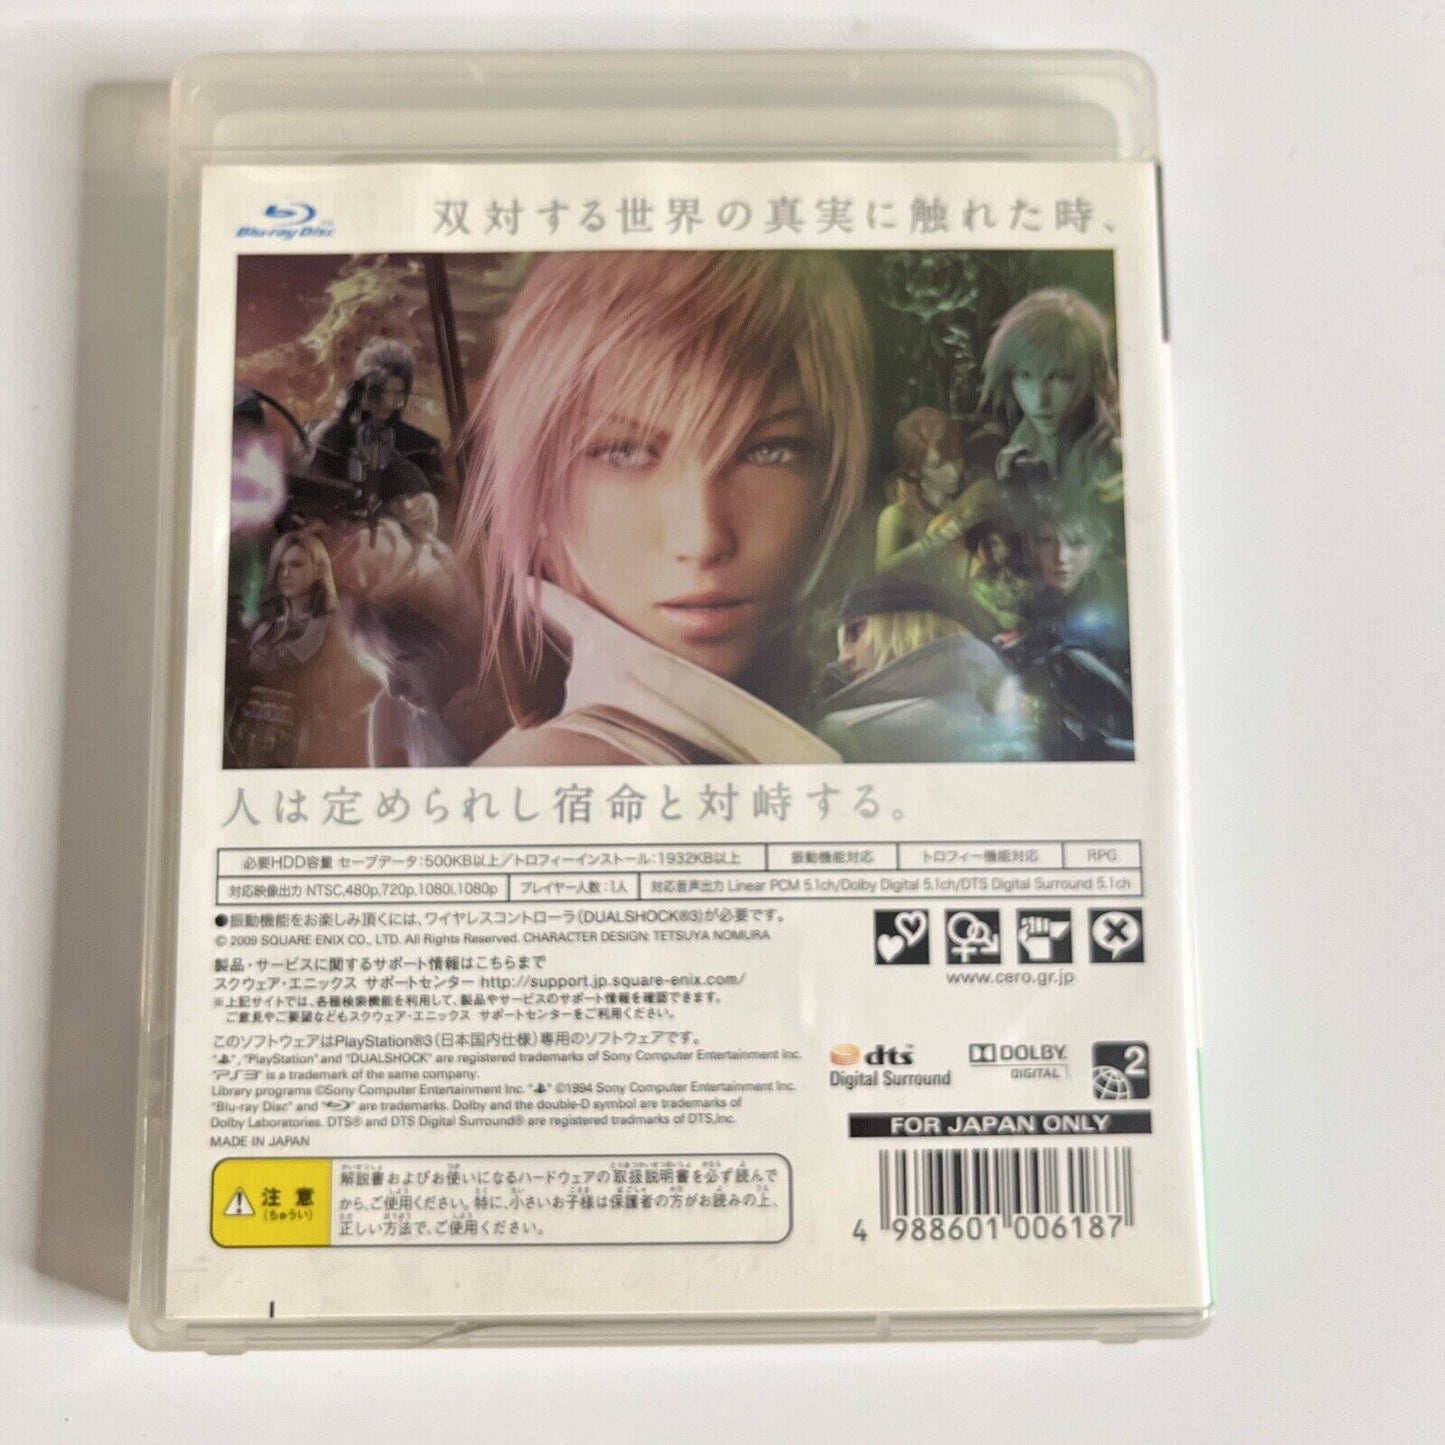 Blu-ray Disc
双対する世界の真実に触れた時、
人は定められし宿命と対峙する。
必要HDD容量 セーブデータ:500KB以上/トロフィーインストール:1932KB以上 振動機能対応 トロフィー機能対応 RPG
対応映像出力 NTSC,480p,720p,1080i,1080p プレイヤー人数:1人 対応音声出力 Linear PCM 5.1ch/Dolby Digital 5.1ch/DTS Digital Surround 5.1ch
●振動機能をお楽しみ頂くには、ワイヤレスコントローラ(DUALSHOCK®3)が必要です。
© 2009 SQUARE ENIX CO., LTD. All Rights Reserved. CHARACTER DESIGN: TETSUYA NOMURA
製品・サービスに関するサポート情報はこちらまで
スクウェア・エニックス サポートセンター http://support.jp.square-enix.com/
※上記サイトでは、各種検索機能を利用して、製品やサービスのサポート情報を確認できます。
ご意見やご要望などもスクウェア・エニックス サポートセンターをご利用ください。
www.cero.gr.jp
このソフトウェアはPlayStation®3(日本国内仕様)専用のソフトウェアです。
" ", "PlayStation" and "DUALSHOCK" are registered trademarks of Sony Computer Entertainment Inc.
"PS3" is a trademark of the same company.
Library programs ©Sony Computer Entertainment Inc. " " ©1994 Sony Computer Entertainment Inc.
"Blu-ray Disc" and " " are trademarks. Dolby and the double-D symbol are trademarks of
Dolby Laboratories. DTS® and DTS Digital Surround® are registered tradmarks of DTS,Inc.
MADE IN JAPAN
dts
Digital Surround
DOLBY
DIGITAL
2
FOR JAPAN ONLY
注意
(ちゅうい)
解説書およびお使いになるハードウェアの取扱説明書を必ず読んで
から、ご使用ください。特に、小さいお子様は保護者の方がお読みの上、
正しい方法で、ご使用ください。
4 988601 006187